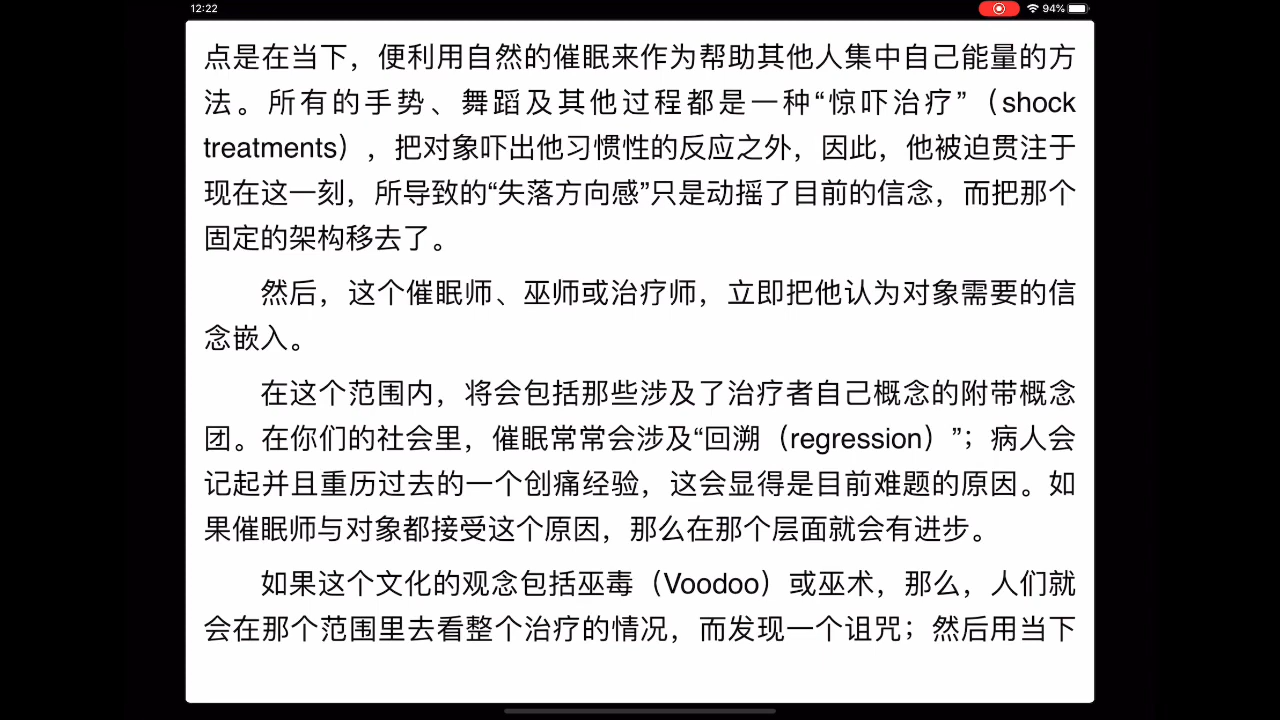 12:22
94%
点是在当下，便利用自然的催眠来作为帮助其他人集中自己能量的方
法。所有的手势、舞蹈及其他过程都是一种“惊吓治疗”（shock
treatments），把对象吓出他习惯性的反应之外，因此，他被迫贯注于
现在这一刻，所导致的“失落方向感”只是动摇了目前的信念，而把那个
固定的架构移去了。
然后，这个催眠师、巫师或治疗师，立即把他认为对象需要的信
念嵌入。
在这个范围内，将会包括那些涉及了治疗者自己概念的附带概念
团。在你们的社会里，催眠常常会涉及“回溯（regression）”；病人会
记起并且重历过去的一个创痛经验，这会显得是目前难题的原因。如
果催眠师与对象都接受这个原因，那么在那个层面就会有进步。
如果这个文化的观念包括巫毒（Voodoo）或巫术，那么，人们就
会在那个范围里去看整个治疗的情况，而发现一个诅咒；然后用当下